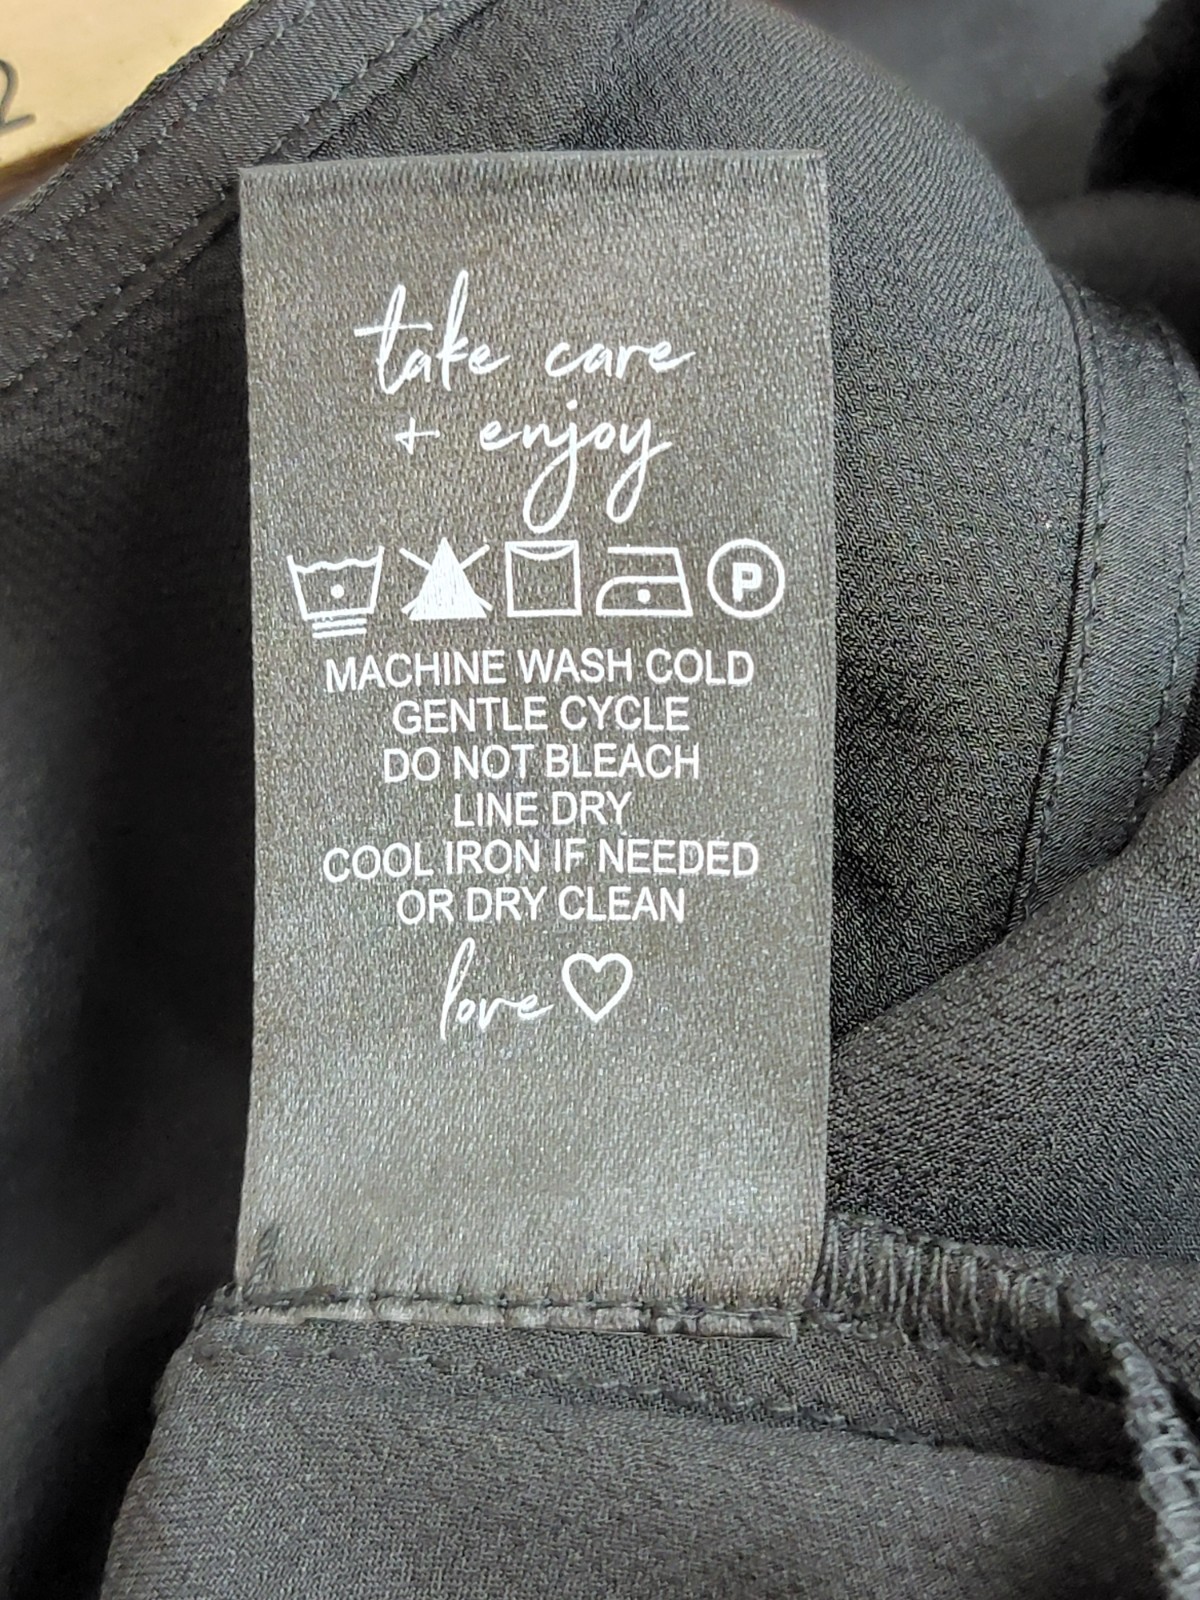 2
take care
+ enjoy
P
MACHINE WASH COLD
GENTLE CYCLE
DO NOT BLEACH
LINE DRY
COOL IRON IF NEEDED
OR DRY CLEAN
love